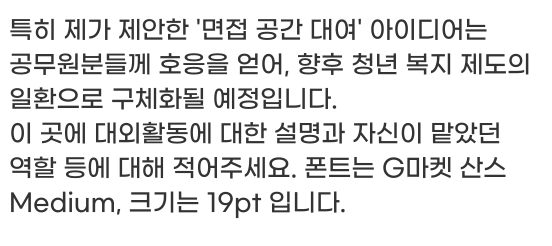 특히 제가 제안한 '면접 공간 대여' 아이디어는
공무원분들께 호응을 얻어, 향후 청년 복지 제도의
일환으로 구체화될 예정입니다.
이 곳에 대외활동에 대한 설명과 자신이 맡았던
역할 등에 대해 적어주세요. 폰트는 G마켓 산스
Medium, 크기는 19pt 입니다.